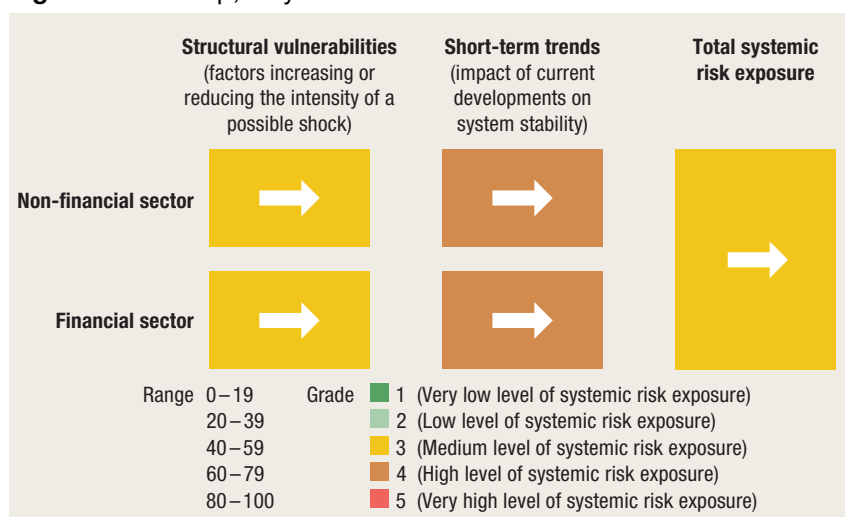 Structural vulnerabilities
(factors increasing or
reducing the intensity of a
possible shock)
Short-term trends
(impact of current
developments on
system stability)
Total systemic
risk exposure
Non-financial sector
Financial sector
Range 0–19 Grade 1 (Very low level of systemic risk exposure)
20–39 2 (Low level of systemic risk exposure)
40–59 3 (Medium level of systemic risk exposure)
60–79 4 (High level of systemic risk exposure)
80–100 5 (Very high level of systemic risk exposure)